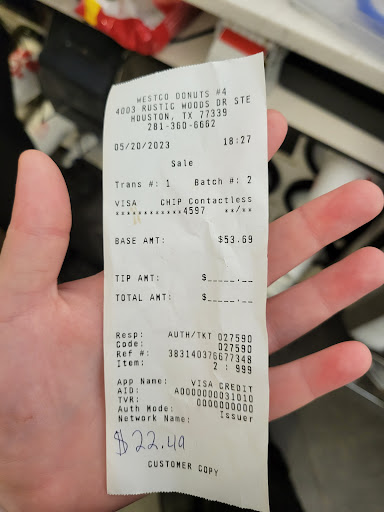 WESTCO DONUTS #4
4003 RUSTIC WOODS DR STE
HOUSTON, TX 77339
281-360-6662
05/20/2023 18:27
Sale
Trans #: 1 Batch #: 2
VISA CHIP Contactless
************4597 **/**
BASE AMT: $53.69
TIP AMT: $_____.__
TOTAL AMT: $_____.__
Resp: AUTH/TKT 027590
Code: 027590
Ref #: 383140376677348
Item: 2 : 999
App Name: VISA CREDIT
AID: A0000000031010
TVR: 0000000000
Auth Mode: Issuer
Network Name:
$22.49
CUSTOMER COPY